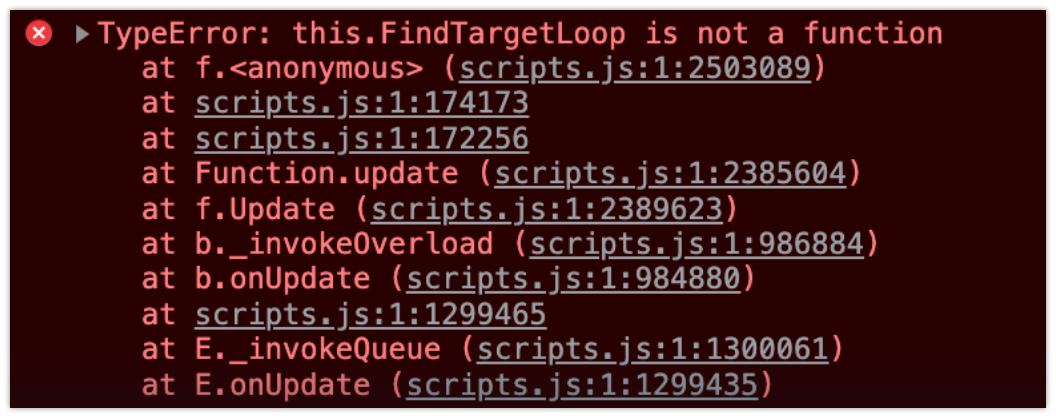 TypeError: this.FindTargetLoop is not a function
at f.<anonymous> (scripts.js:1:2503089)
at scripts.js:1:174173
at scripts.js:1:172256
at Function.update (scripts.js:1:2385604)
at f.Update (scripts.js:1:2389623)
at b._invokeOverload (scripts.js:1:986884)
at b.onUpdate (scripts.js:1:984880)
at scripts.js:1:1299465
at E._invokeQueue (scripts.js:1:1300061)
at E.onUpdate (scripts.js:1:1299435)